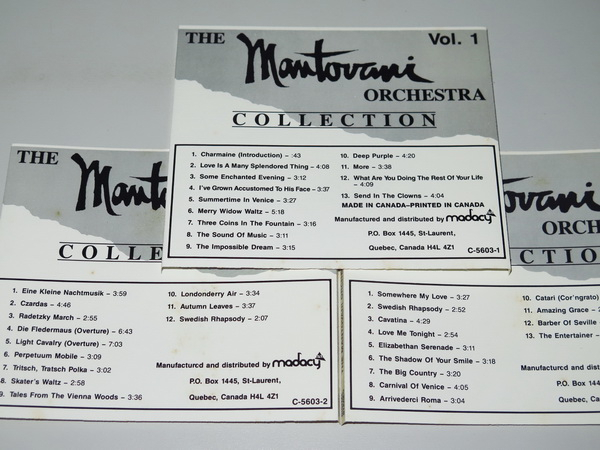 THE Mantovani Vol. 1
ORCHESTRA
COLLECTION
1. Charmaine (Introduction) – :43
2. Love Is A Many Splendored Thing – 4:08
3. Some Enchanted Evening – 3:12
4. I've Grown Accustomed To His Face – 3:37
5. Summertime In Venice – 3:27
6. Merry Widow Waltz – 5:18
7. Three Coins In The Fountain – 3:16
8. The Sound Of Music – 3:11
9. The Impossible Dream – 3:15
10. Deep Purple – 4:20
11. More – 3:38
12. What Are You Doing The Rest Of Your Life
– 4:09
13. Send In The Clowns – 4:04
MADE IN CANADA–PRINTED IN CANADA
Manufactured and distributed by madacy
P.O. Box 1445, St-Laurent,
Quebec, Canada H4L 4Z1
C-5603-1
THE
COLLE
1. Eine Kleine Nachtmusik – 3:59
2. Czardas – 4:46
3. Radetzky March – 2:55
4. Die Fledermaus (Overture) – 6:43
5. Light Cavalry (Overture) – 7:03
6. Perpetuum Mobile – 3:09
7. Tritsch, Tratsch Polka – 3:02
8. Skater's Waltz – 2:58
9. Tales From The Vienna Woods – 3:36
10. Londonderry Air – 3:34
11. Autumn Leaves – 3:37
12. Swedish Rhapsody – 2:07
Manufacturcd and distributed by madacy
P.O. Box 1445, St-Laurent,
Quebec, Canada H4L 4Z1
C-5603-2
ORCHE
CTION
1. Somewhere My Love – 3:27
2. Swedish Rhapsody – 2:52
3. Cavatina – 4:29
4. Love Me Tonight – 2:54
5. Elizabethan Serenade – 3:11
6. The Shadow Of Your Smile – 3:18
7. The Big Country – 3:20
8. Carnival Of Venice – 4:05
9. Arrivederci Roma – 3:04
10. Catari (Cor'ngrato)
11. Amazing Grace – 2
12. Barber Of Seville
13. The Entertainer –
Manufactured and dis
P.O. Bo
Quebec, Ca